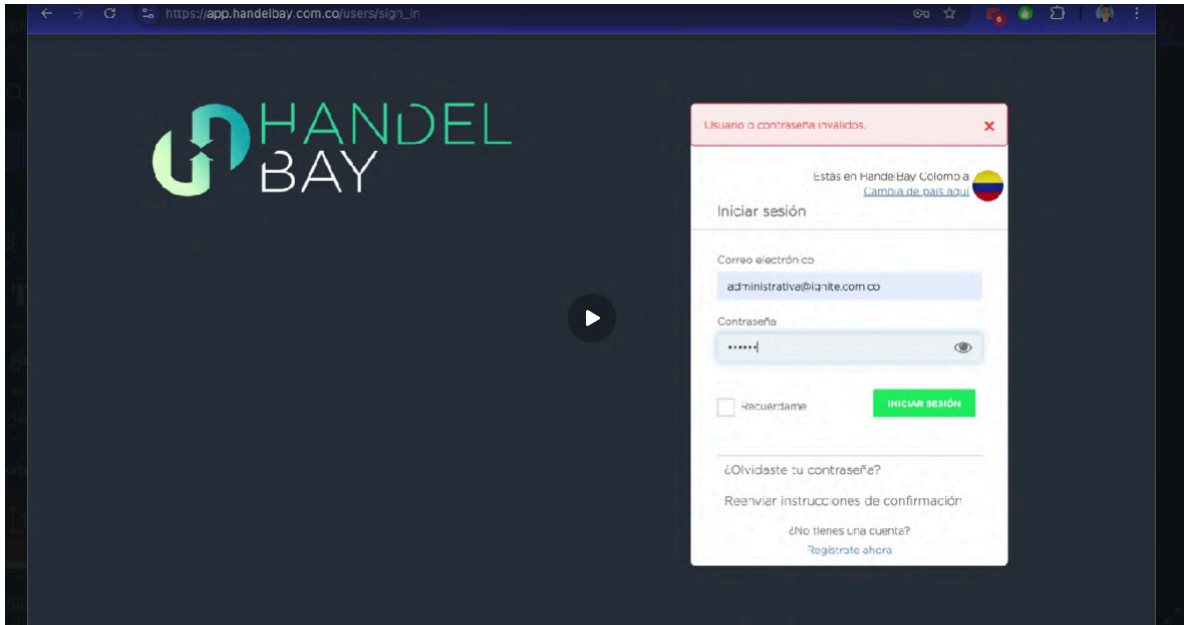 https://app.handelbay.com.co/users/sign_in
6
HANDEL
BAY
Usuario o contraseña inválidos.
Estás en HandelBay Colombia
Cambia de país aquí
Iniciar sesión
Correo electrónico
administrativa@ignite.com.co
Contraseña
Recuérdame
INICIAR SESIÓN
¿Olvidaste tu contraseña?
Reenviar instrucciones de confirmación
¿No tienes una cuenta?
Regístrate ahora